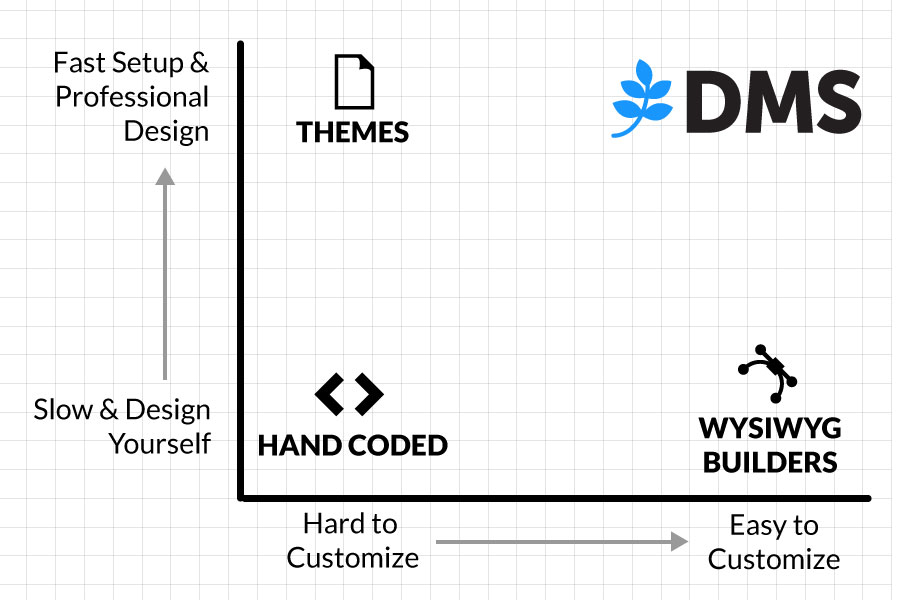 Fast Setup &
Professional
Design
THEMES
DMS
Slow & Design
Yourself
HAND CODED
WYSIWYG
BUILDERS
Hard to
Customize
Easy to
Customize